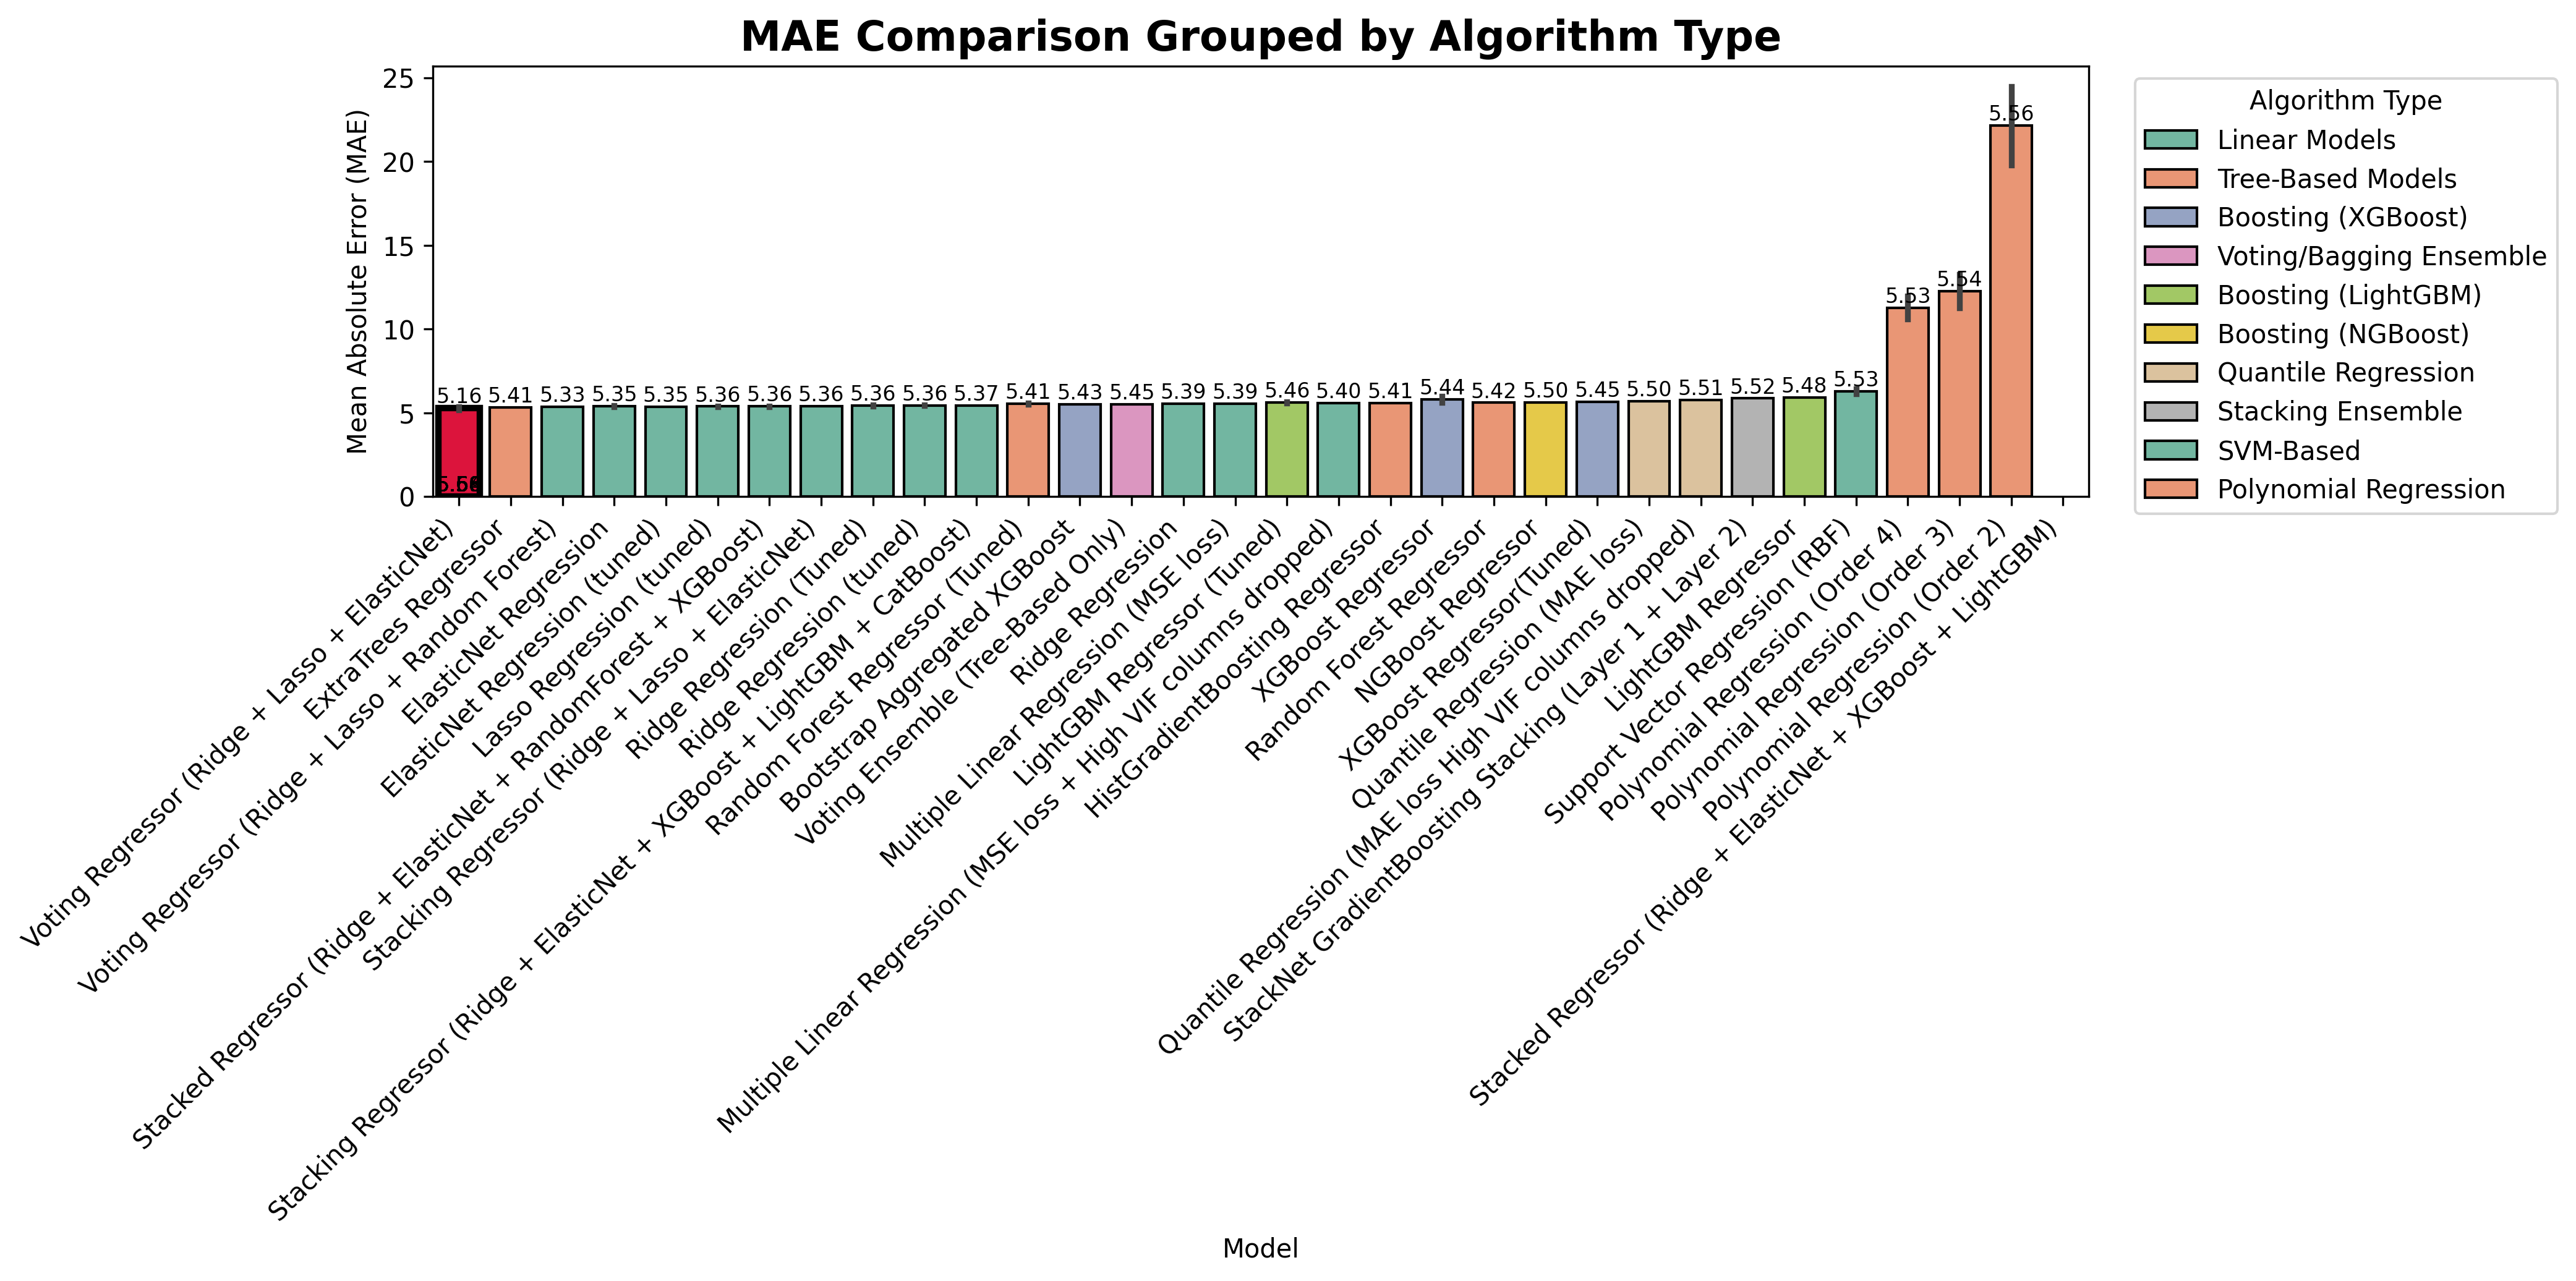 MAE Comparison Grouped by Algorithm Type
Mean Absolute Error (MAE)
25
20
15
10
5
0
5.16
5.41
5.33
5.35
5.35
5.36
5.36
5.36
5.36
5.36
5.37
5.41
5.43
5.45
5.39
5.39
5.46
5.40
5.41
5.44
5.42
5.50
5.45
5.50
5.51
5.52
5.48
5.53
5.53
5.54
5.56
Voting Regressor (Ridge + Lasso + ElasticNet)
ExtraTrees Regressor
Voting Regressor (Ridge + Lasso + Random Forest)
ElasticNet Regression
ElasticNet Regression (tuned)
Lasso Regression (tuned)
Stacked Regressor (Ridge + ElasticNet + RandomForest + XGBoost)
Stacking Regressor (Ridge + Lasso + ElasticNet)
Ridge Regression (Tuned)
Ridge Regression (tuned)
Stacking Regressor (Ridge + ElasticNet + XGBoost + LightGBM + CatBoost)
Random Forest Regressor (Tuned)
Bootstrap Aggregated XGBoost
Voting Ensemble (Tree-Based Only)
Ridge Regression
Multiple Linear Regression (MSE loss)
LightGBM Regressor (Tuned)
Multiple Linear Regression (MSE loss + High VIF columns dropped)
HistGradientBoosting Regressor
XGBoost Regressor
Random Forest Regressor
NGBoost Regressor
XGBoost Regressor(Tuned)
Quantile Regression (MAE loss)
Quantile Regression (MAE loss High VIF columns dropped)
StackNet GradientBoosting Stacking (Layer 1 + Layer 2)
LightGBM Regressor
Support Vector Regression (RBF)
Polynomial Regression (Order 4)
Polynomial Regression (Order 3)
Polynomial Regression (Order 2)
Stacked Regressor (Ridge + ElasticNet + XGBoost + LightGBM)
Model
Algorithm Type
Linear Models
Tree-Based Models
Boosting (XGBoost)
Voting/Bagging Ensemble
Boosting (LightGBM)
Boosting (NGBoost)
Quantile Regression
Stacking Ensemble
SVM-Based
Polynomial Regression